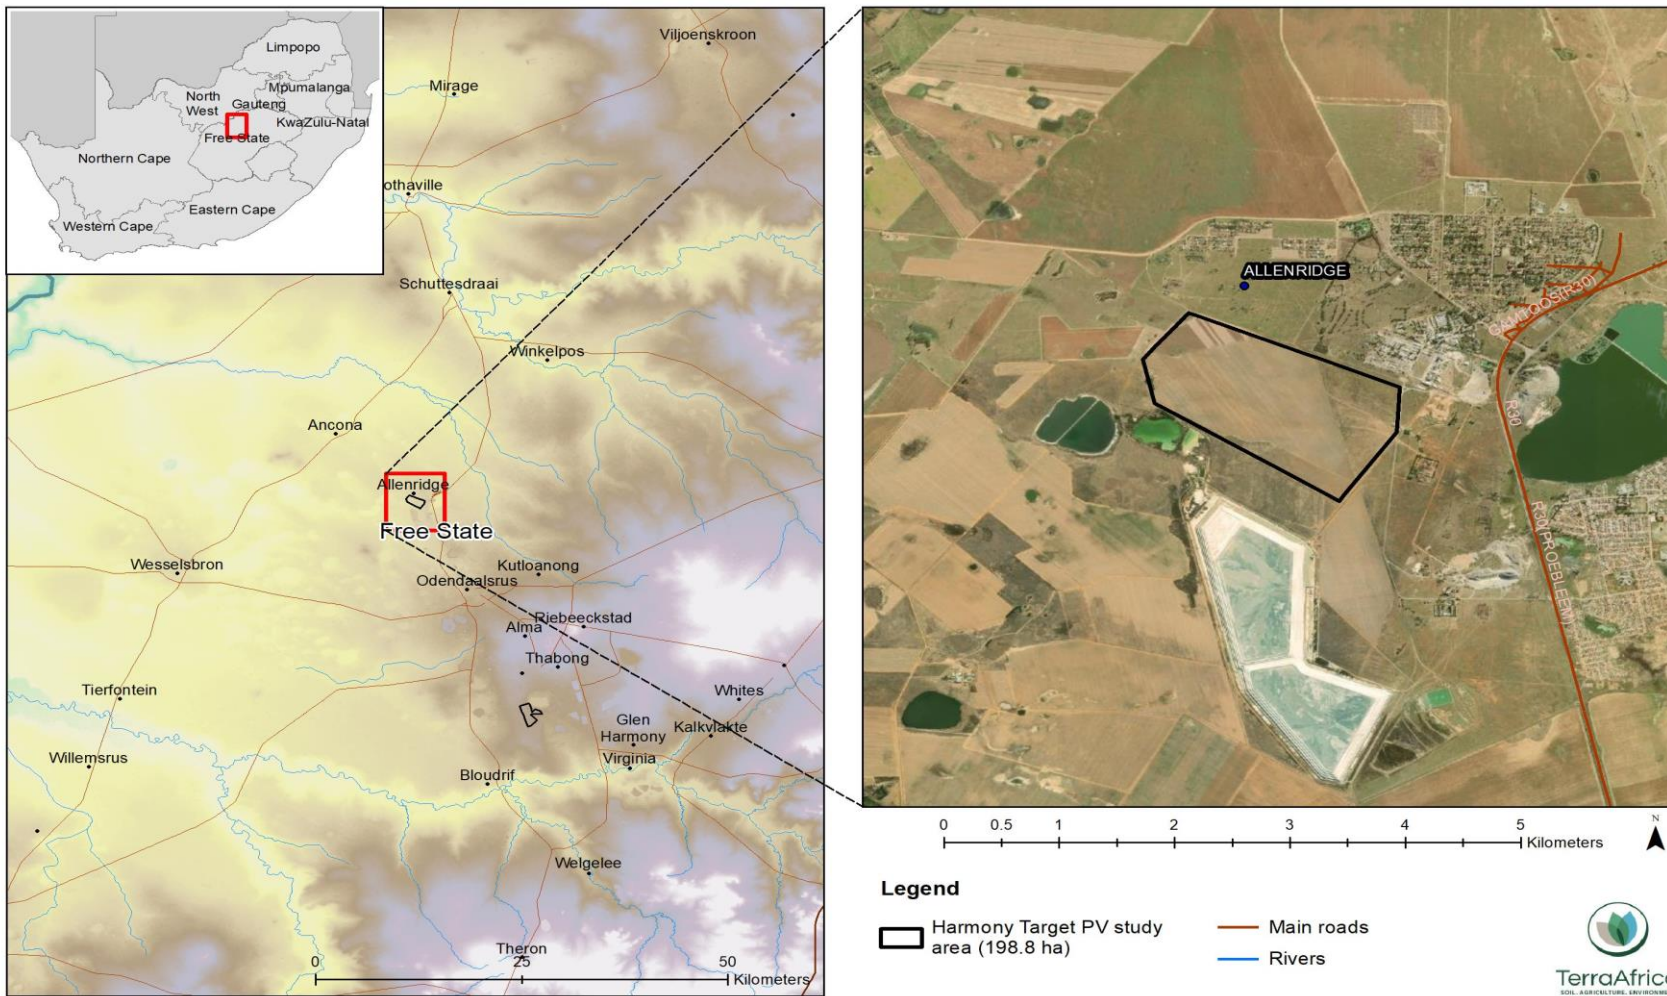 Limpopo
North
West
Gauteng
Mpumalanga
KwaZulu-Natal
Free State
Northern Cape
Eastern Cape
Western Cape
Viljoenskroon
Mirage
othaville
Schuttesdraai
Winkelpos
Ancona
Allenridge
Free State
Wesselsbron
Kutloanong
Odendaalsrus
Riebeeckstad
Alma
Thabong
Tierfontein
Whites
Glen
Harmony
Kalkvlakte
Virginia
Willemsrus
Bloudrif
Welgelee
Theron
0 25 50
Kilometers
ALLENRIDGE
(R30)
R30
0 0.5 1 2 3 4 5
Kilometers
N
Legend
Harmony Target PV study
area (198.8 ha)
Main roads
Rivers
TerraAfric